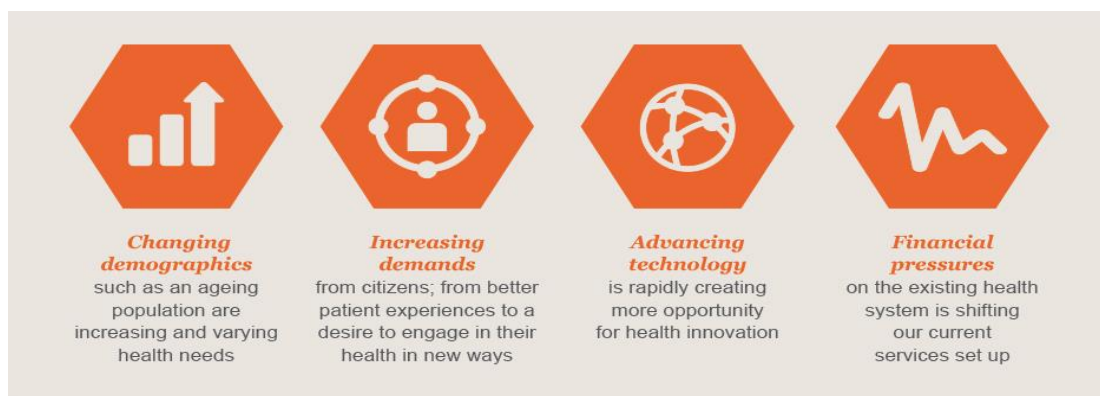 Changing
demographics
such as an ageing
population are
increasing and varying
health needs
Increasing
demands
from citizens; from better
patient experiences to a
desire to engage in their
health in new ways
Advancing
technology
is rapidly creating
more opportunity
for health innovation
Financial
pressures
on the existing health
system is shifting
our current
services set up